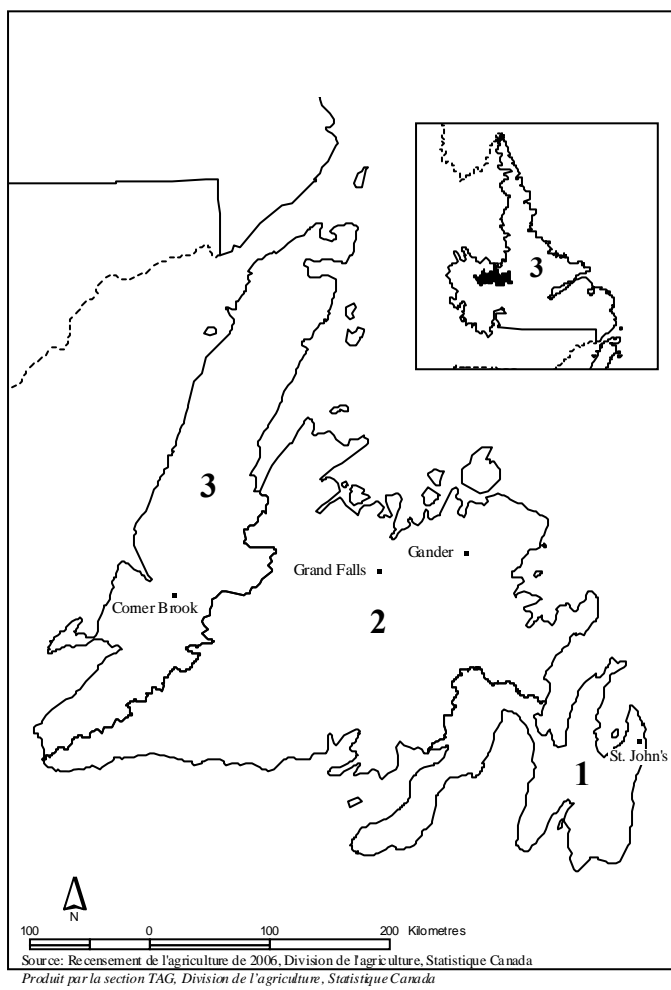 3
3
Gander
Grand Falls
Corner Brook
2
St. John's
1
N
100 0 100 200 Kilometres
Source: Recensement de l'agriculture de 2006, Division de l'agriculture, Statistique Canada
Produit par la section TAG, Division de l'agriculture, Statistique Canada